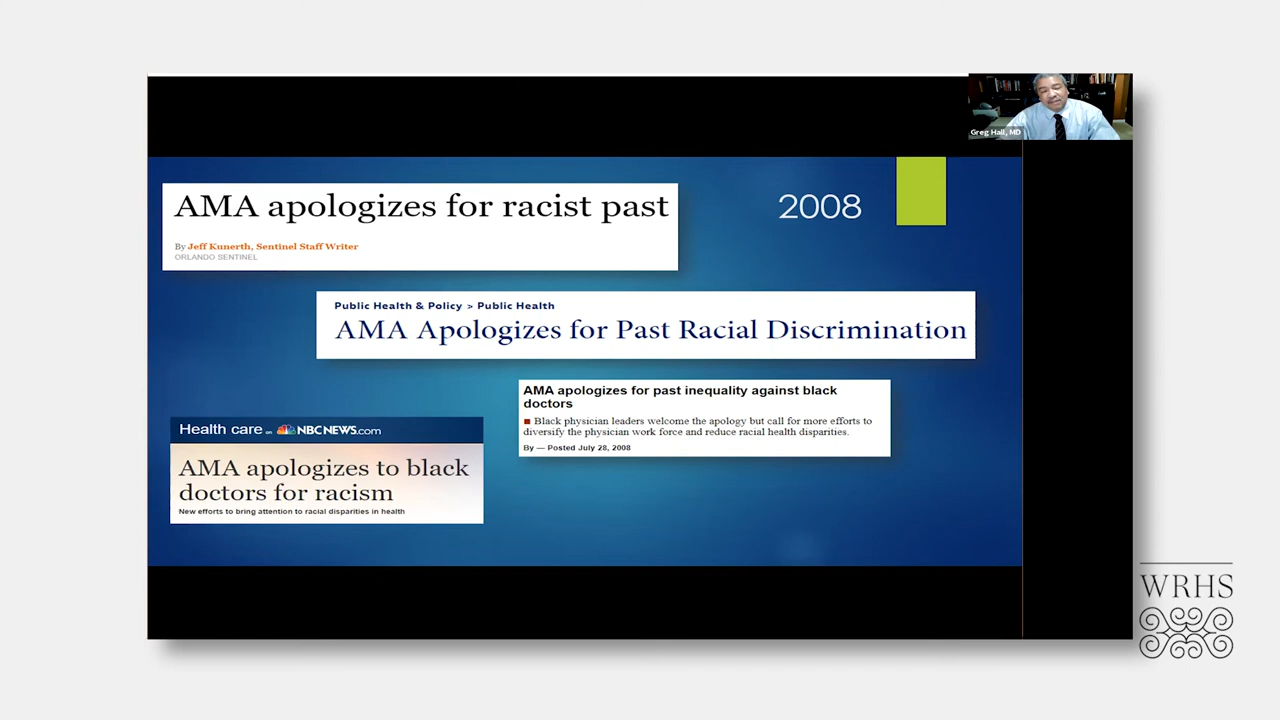 Greg Hall, MD
AMA apologizes for racist past
By Jeff Kunerth, Sentinel Staff Writer
ORLANDO SENTINEL
2008
Public Health & Policy > Public Health
AMA Apologizes for Past Racial Discrimination
AMA apologizes for past inequality against black
doctors
Black physician leaders welcome the apology but call for more efforts to
diversify the physician work force and reduce racial health disparities.
By — Posted July 28, 2008
Health care on NBCNEWS.com
AMA apologizes to black
doctors for racism
New efforts to bring attention to racial disparities in health
WRHS